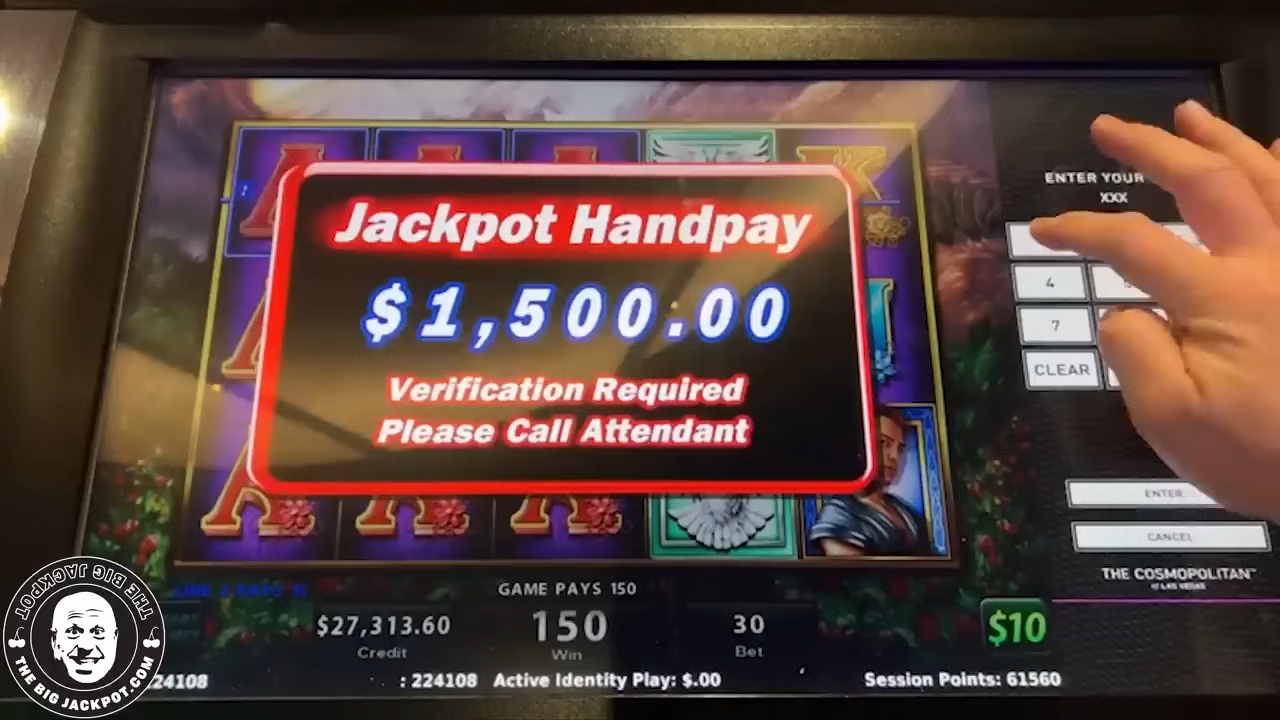 Jackpot Handpay
$1,500.00
Verification Required
Please Call Attendant
ENTER YOUR
XXX
4
7
CLEAR
ENTER
CANCEL
THE COSMOPOLITAN™
of LAS VEGAS
K
GAME PAYS 150
$27,313.60
Credit
150
Win
30
Bet
$10
24108
: 224108
Active Identity Play: $.00
Session Points: 61560
THE BIG JACKPOT
THE BIG JACKPOT.COM